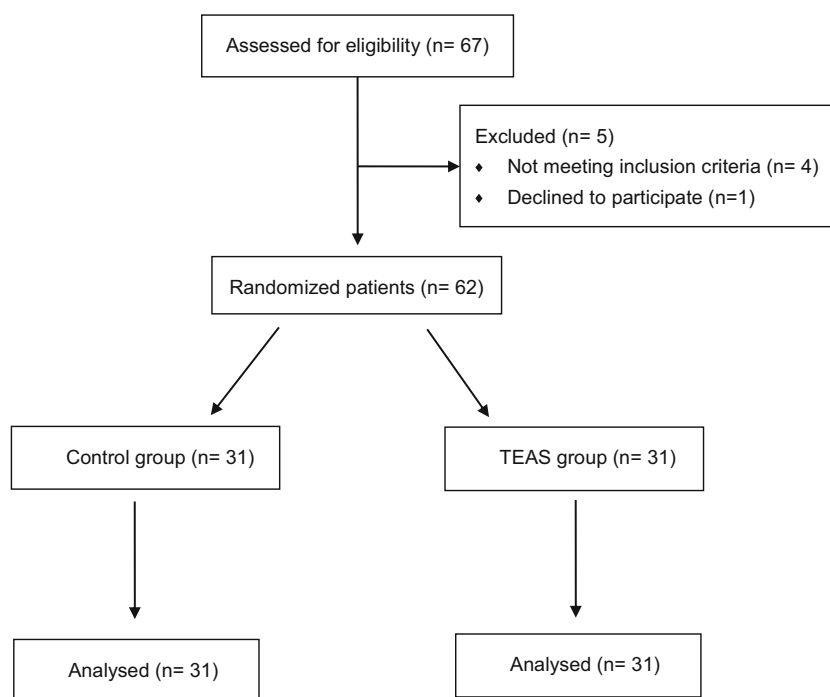 Assessed for eligibility (n= 67)
Excluded (n= 5)
♦ Not meeting inclusion criteria (n= 4)
♦ Declined to participate (n=1)
Randomized patients (n= 62)
Control group (n= 31)
TEAS group (n= 31)
Analysed (n= 31)
Analysed (n= 31)